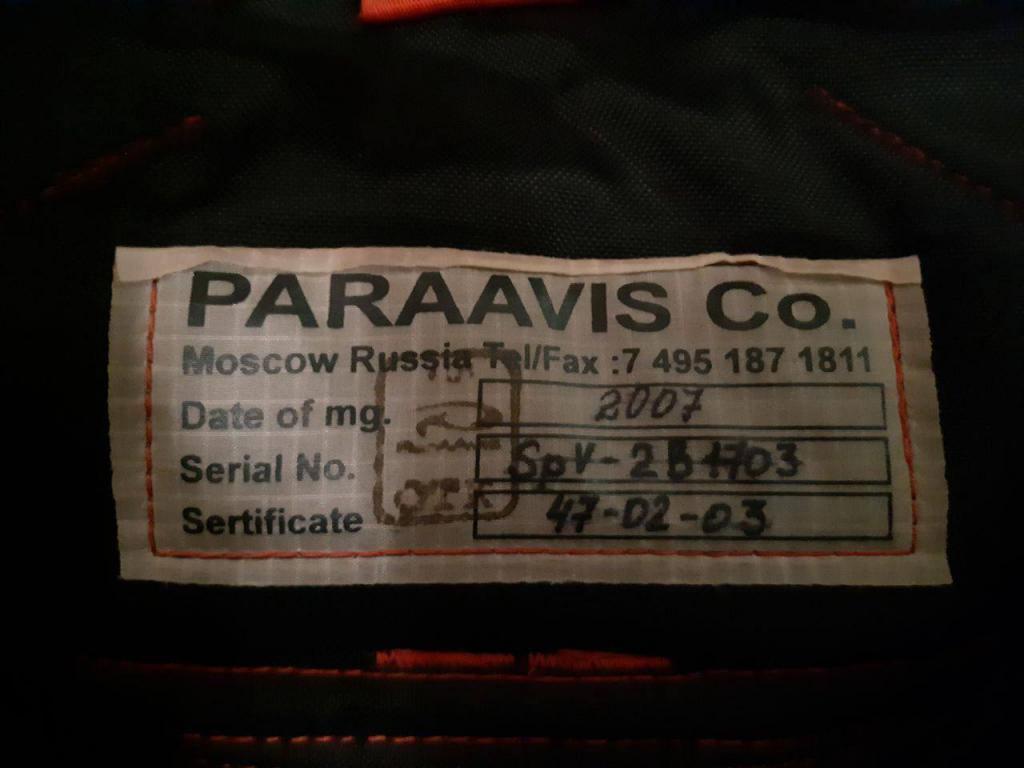 PARAAVIS Co.
Moscow Russia Tel/Fax :7 495 187 1811
Date of mg. 2007
Serial No.
Sertificate 47-02-03